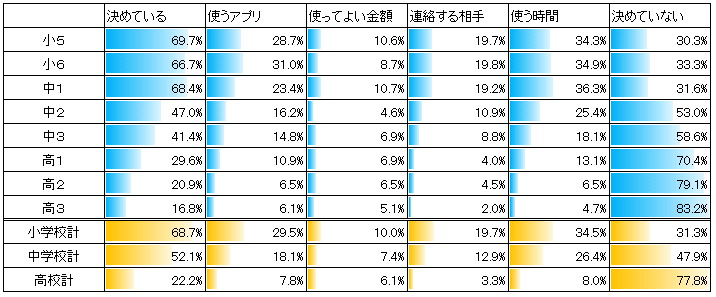 決めている 使うアプリ 使ってよい金額 連絡する相手 使う時間 決めていない
小5 69.7% 28.7% 10.6% 19.7% 34.3% 30.3%
小6 66.7% 31.0% 8.7% 19.8% 34.9% 33.3%
中1 68.4% 23.4% 10.7% 19.2% 36.3% 31.6%
中2 47.0% 16.2% 4.6% 10.9% 25.4% 53.0%
中3 41.4% 14.8% 6.9% 8.8% 18.1% 58.6%
高1 29.6% 10.9% 6.9% 4.0% 13.1% 70.4%
高2 20.9% 6.5% 6.5% 4.5% 6.5% 79.1%
高3 16.8% 6.1% 5.1% 2.0% 4.7% 83.2%
小学校計 68.7% 29.5% 10.0% 19.7% 34.5% 31.3%
中学校計 52.1% 18.1% 7.4% 12.9% 26.4% 47.9%
高校計 22.2% 7.8% 6.1% 3.3% 8.0% 77.8%